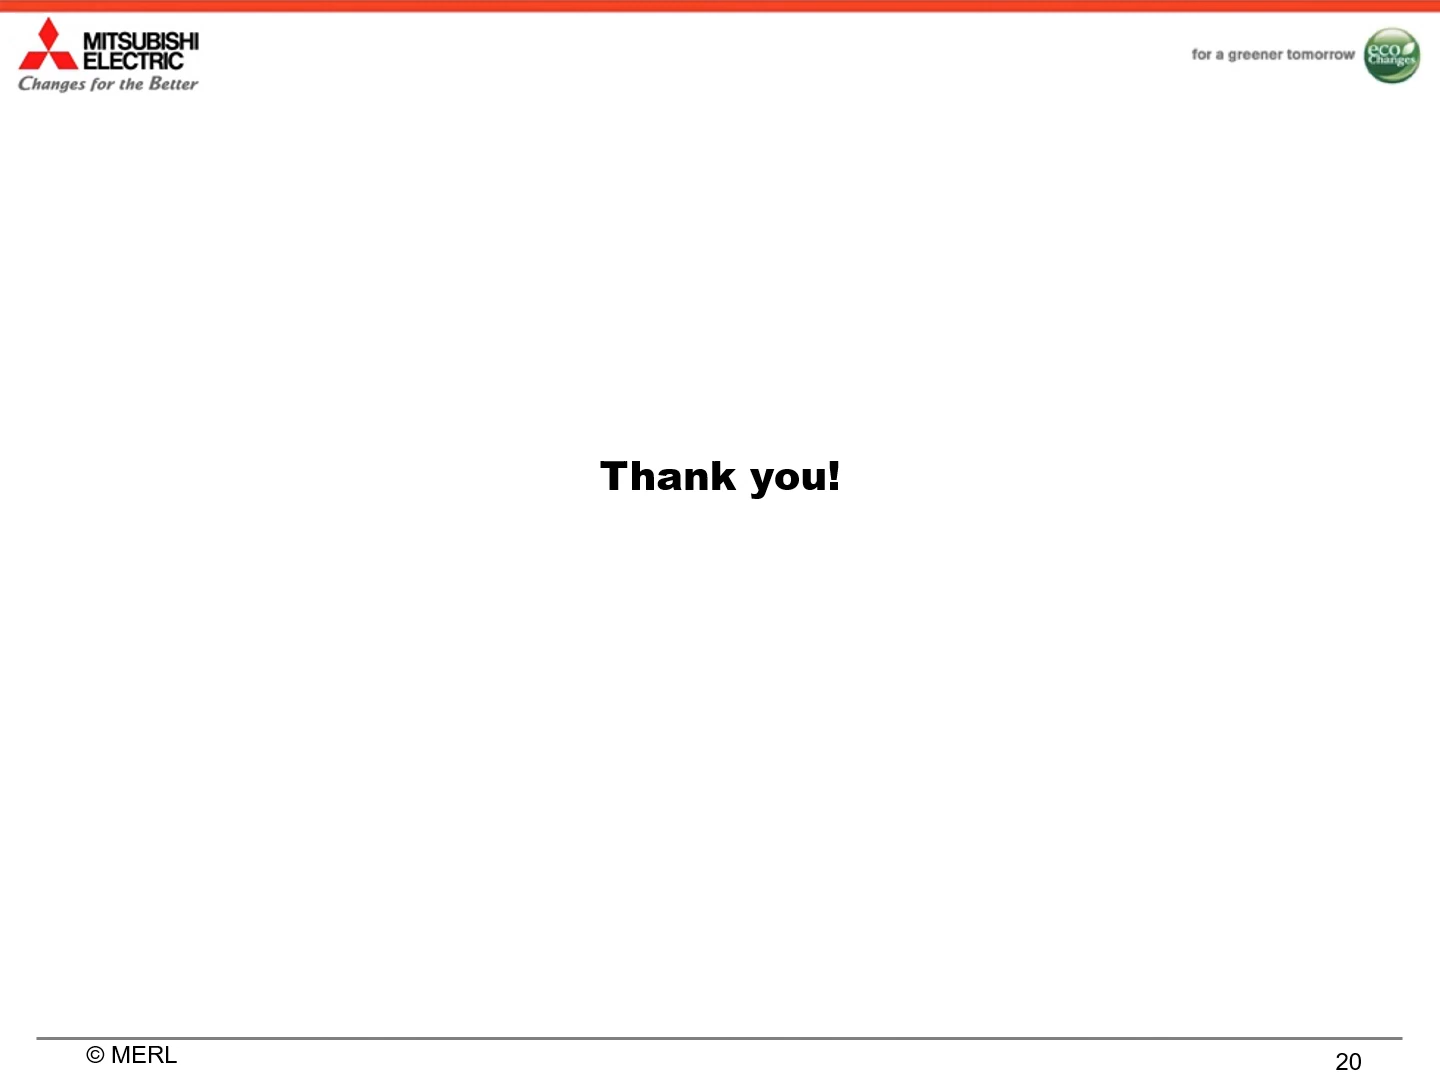 MITSUBISHI
ELECTRIC
Changes for the Better
for a greener tomorrow
eco
Changes
Thank you!
© MERL
20